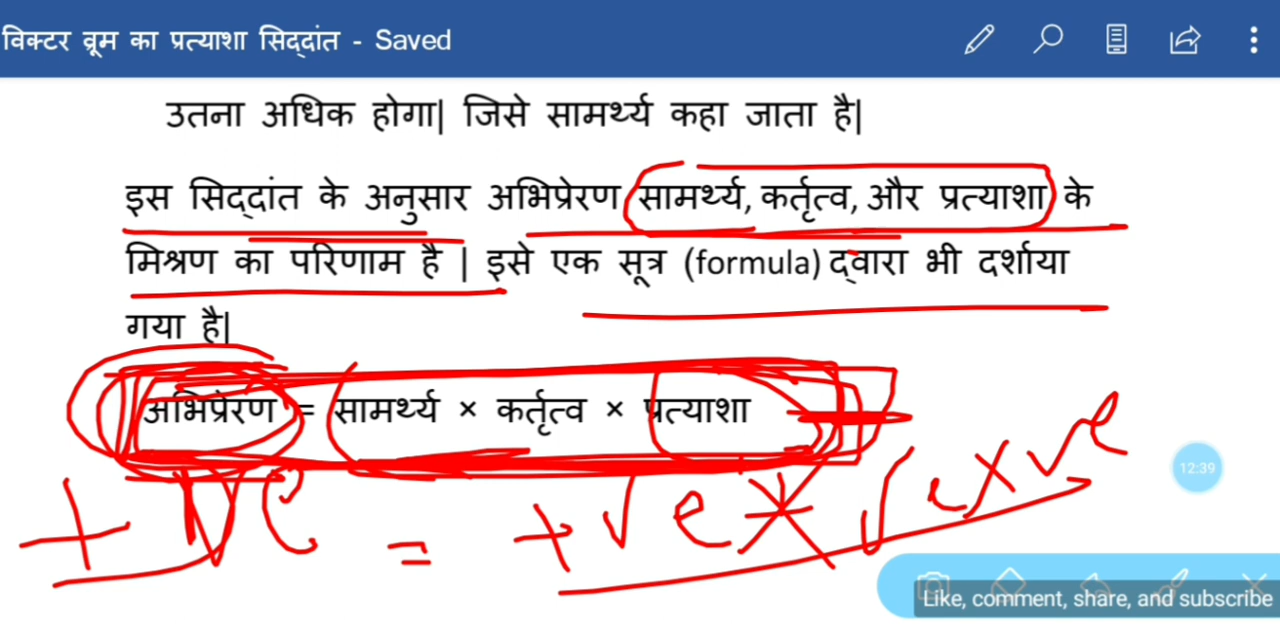 विक्टर व्रूम का प्रत्याशा सिद्दांत - Saved
उतना अधिक होगा| जिसे सामर्थ्य कहा जाता है|
इस सिद्दांत के अनुसार अभिप्रेरण सामर्थ्य, कर्तृत्व, और प्रत्याशा के
मिश्रण का परिणाम है | इसे एक सूत्र (formula) द्वारा भी दर्शाया
गया है|
अभिप्रेरण = सामर्थ्य × कर्तृत्व × प्रत्याशा
12:39
+ ve = +ve * ve x ve
Like, comment, share, and subscribe